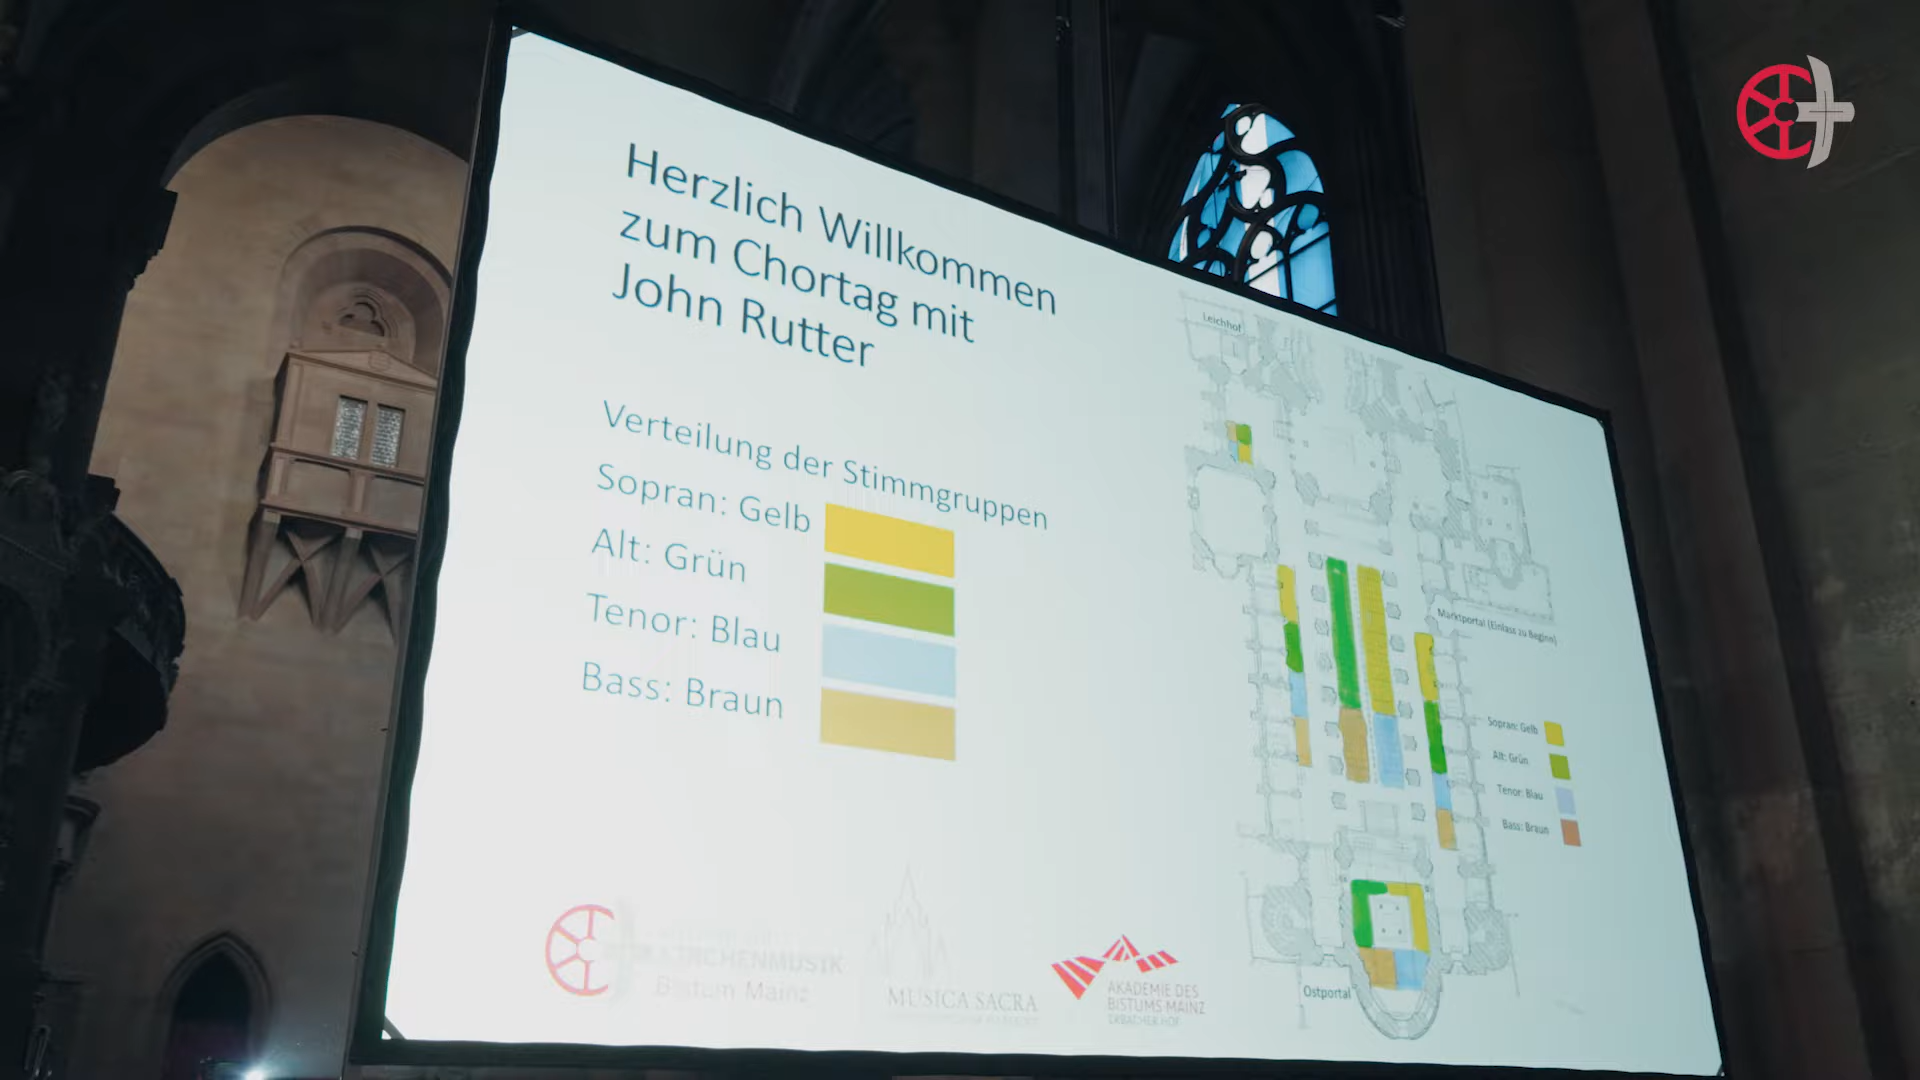 Herzlich Willkommen
zum Chortag mit
John Rutter
Verteilung der Stimmgruppen
Sopran: Gelb
Alt: Grün
Tenor: Blau
Bass: Braun
Leichhof
Marktportal (Einlass zu Beginn)
Sopran: Gelb
Alt: Grün
Tenor: Blau
Bass: Braun
Ostportal
KIRCHENMUSIK
Bistum Mainz
MUSICA SACRA
AKADEMIE DES
BISTUMS MAINZ
ERBACHER HOF